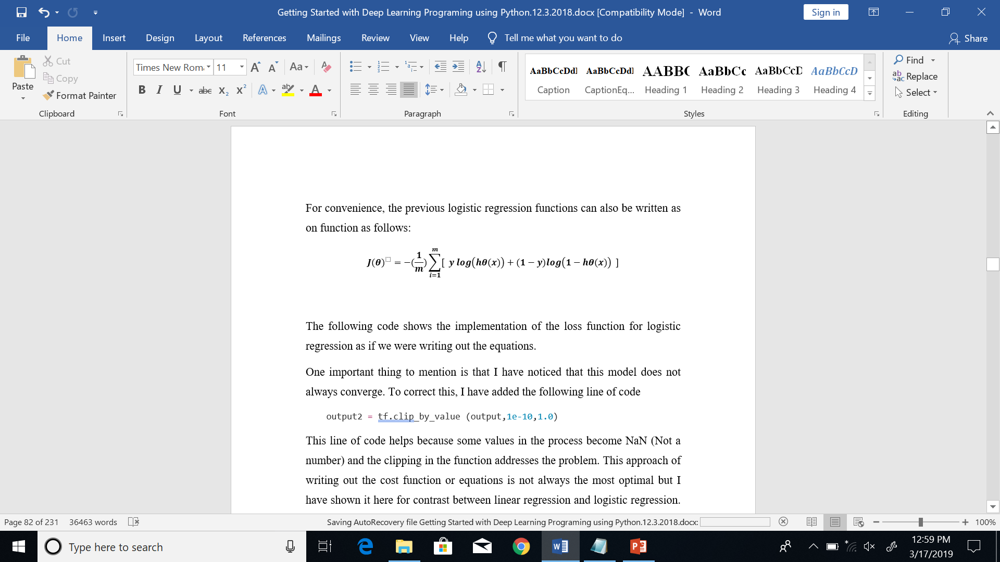 Getting Started with Deep Learning Programing using Python.12.3.2018.docx [Compatibility Mode] - Word
Sign in
File Home Insert Design Layout References Mailings Review View Help Tell me what you want to do Share
Paste
Cut
Copy
Format Painter
Clipboard
Times New Rom 11
Aa
B I U abc X₂ X² A ab A
Font
Paragraph
AaBbCcDdI AaBbCcDdI AABBC AaBbCc AaBbCcD AaBbCcD
Caption CaptionEq... Heading 1 Heading 2 Heading 3 Heading 4
Styles
Find
Replace
Select
Editing
For convenience, the previous logistic regression functions can also be written as
on function as follows:
J(θ) = −(1/m) ∑_{i=1}^{m} [ y log(hθ(x)) + (1 − y)log(1 − hθ(x)) ]
The following code shows the implementation of the loss function for logistic
regression as if we were writing out the equations.
One important thing to mention is that I have noticed that this model does not
always converge. To correct this, I have added the following line of code
output2 = tf.clip_by_value (output,1e-10,1.0)
This line of code helps because some values in the process become NaN (Not a
number) and the clipping in the function addresses the problem. This approach of
writing out the cost function or equations is not always the most optimal but I
have shown it here for contrast between linear regression and logistic regression.
Page 82 of 231 36463 words Saving AutoRecovery file Getting Started with Deep Learning Programing using Python.12.3.2018.docx: 100%
Type here to search
12:59 PM
3/17/2019